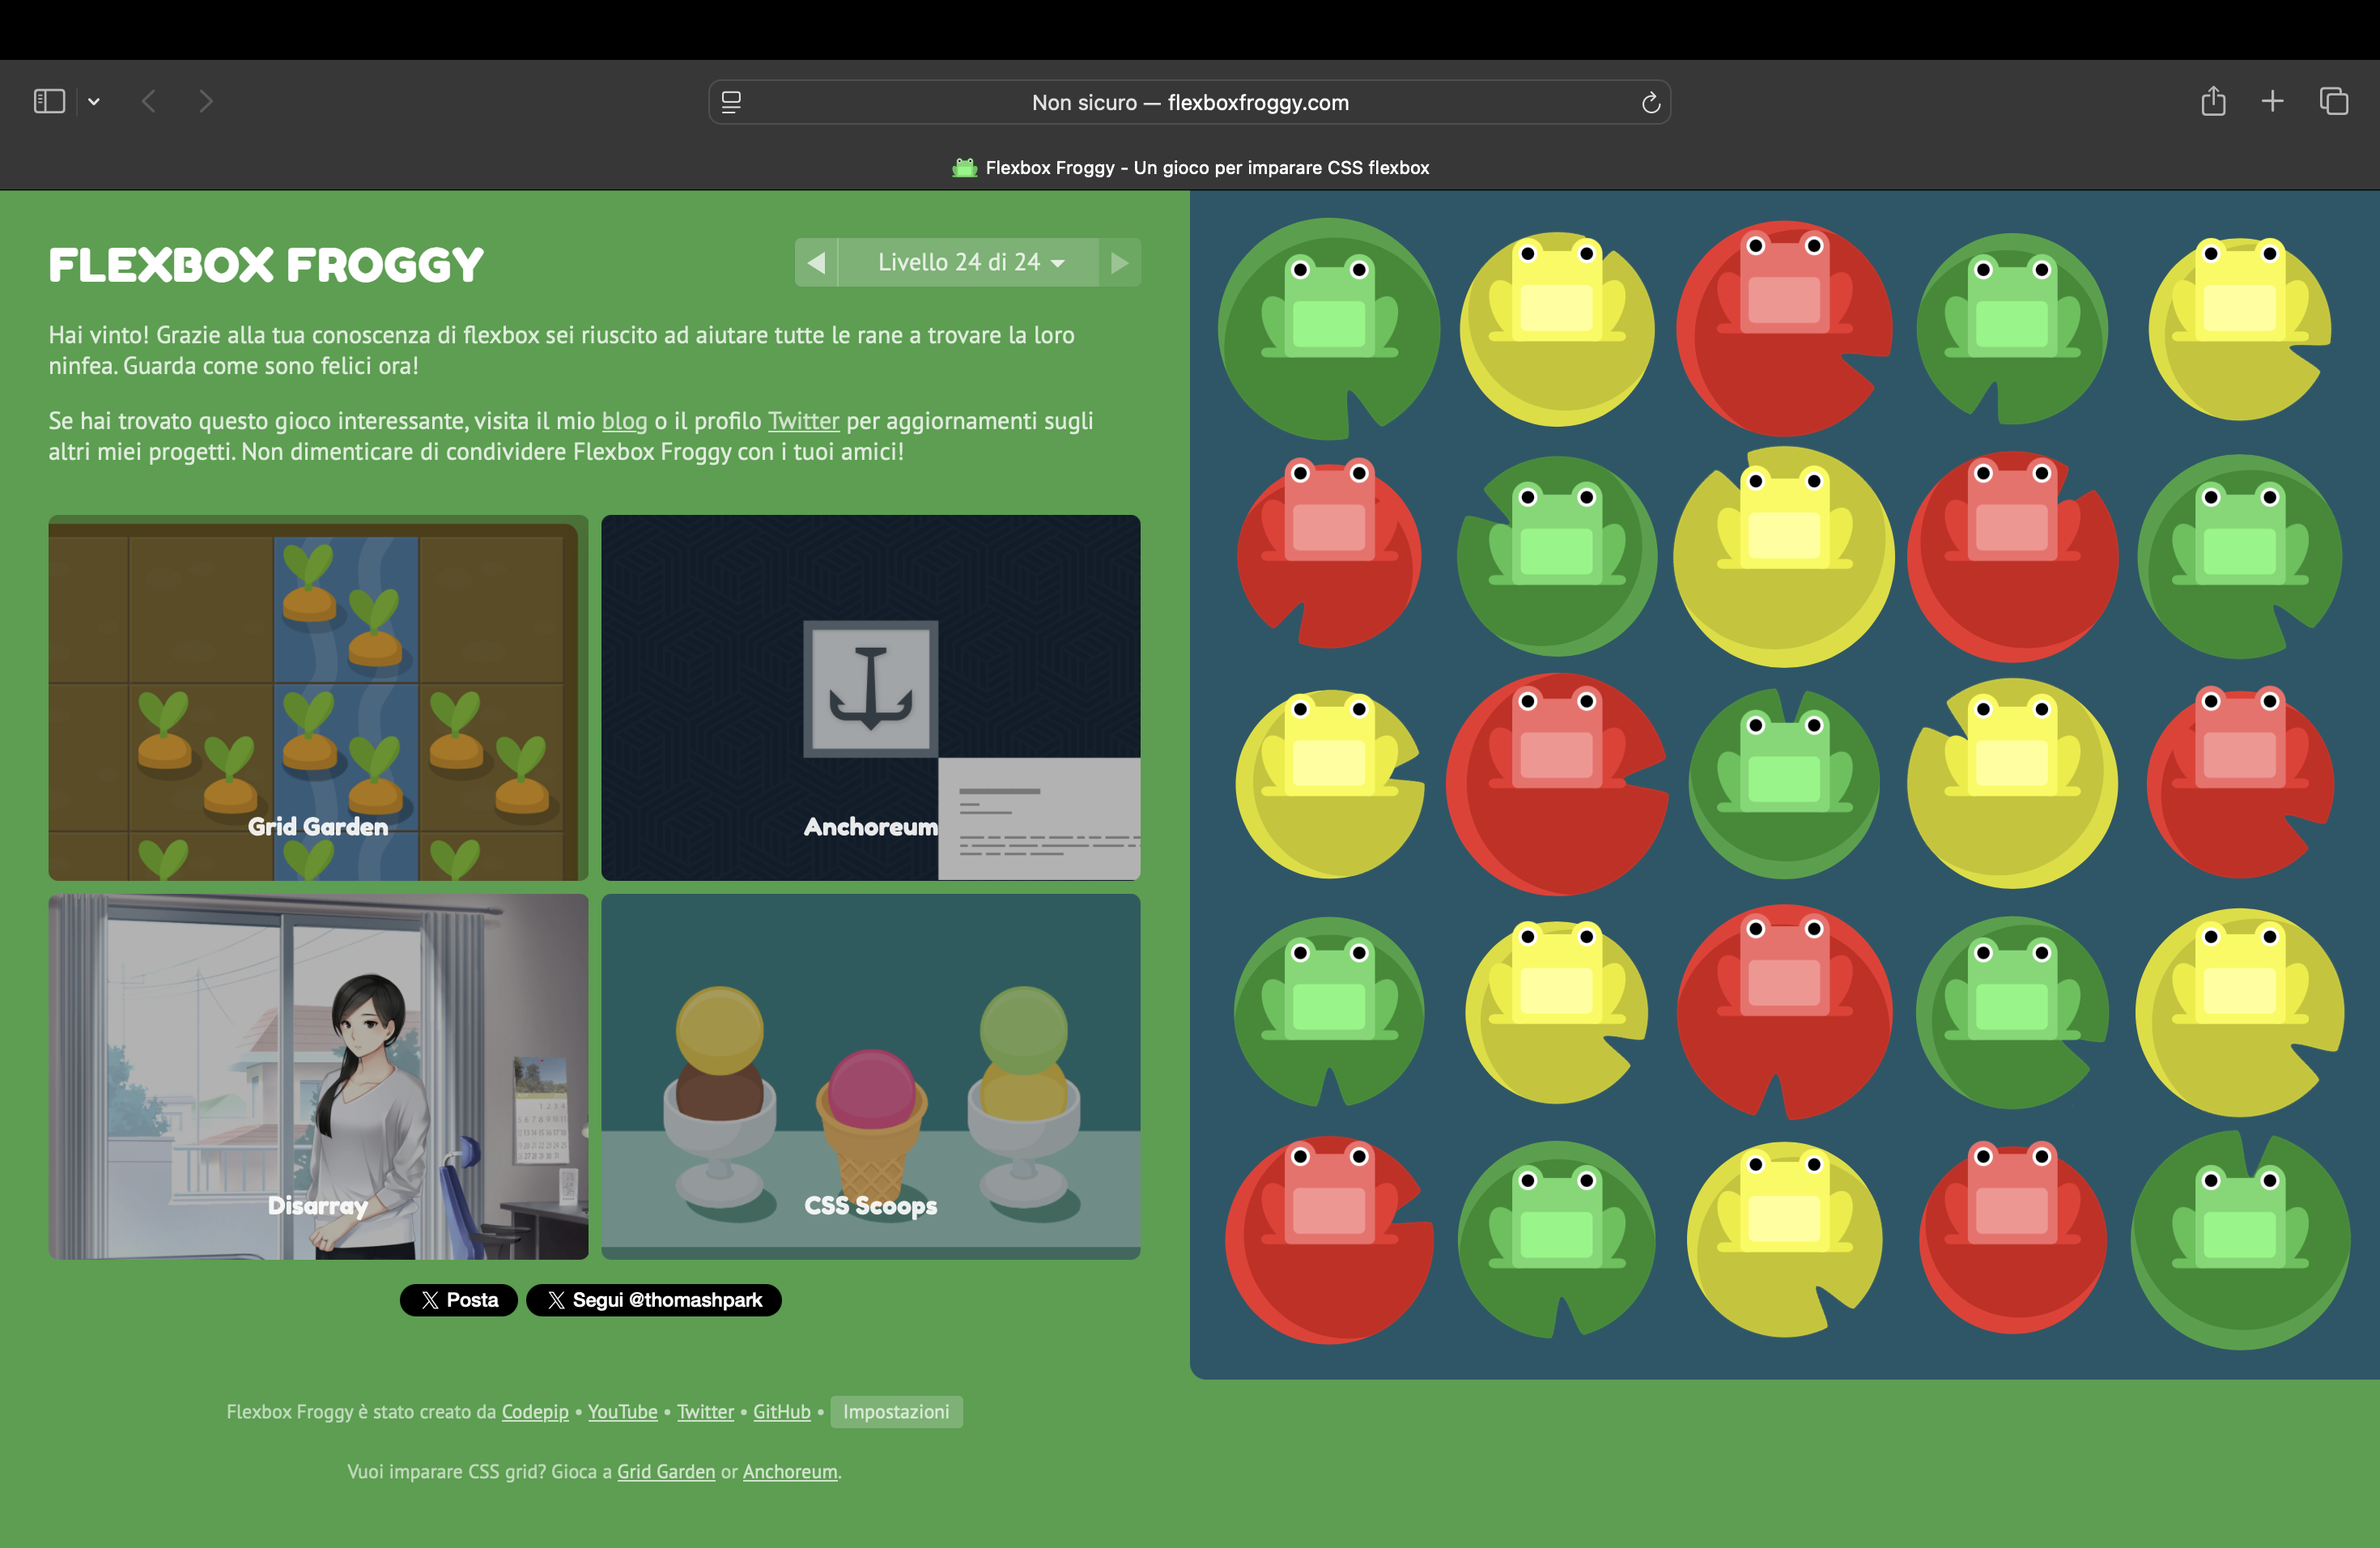 Non sicuro — flexboxfroggy.com
Flexbox Froggy - Un gioco per imparare CSS flexbox
FLEXBOX FROGGY
Livello 24 di 24
Hai vinto! Grazie alla tua conoscenza di flexbox sei riuscito ad aiutare tutte le rane a trovare la loro
ninfea. Guarda come sono felici ora!
Se hai trovato questo gioco interessante, visita il mio blog o il profilo Twitter per aggiornamenti sugli
altri miei progetti. Non dimenticare di condividere Flexbox Froggy con i tuoi amici!
Grid Garden
Anchoreum
Disarray
CSS Scoops
Posta
Segui @thomashpark
Flexbox Froggy è stato creato da Codepip • YouTube • Twitter • GitHub • Impostazioni
Vuoi imparare CSS grid? Gioca a Grid Garden or Anchoreum.